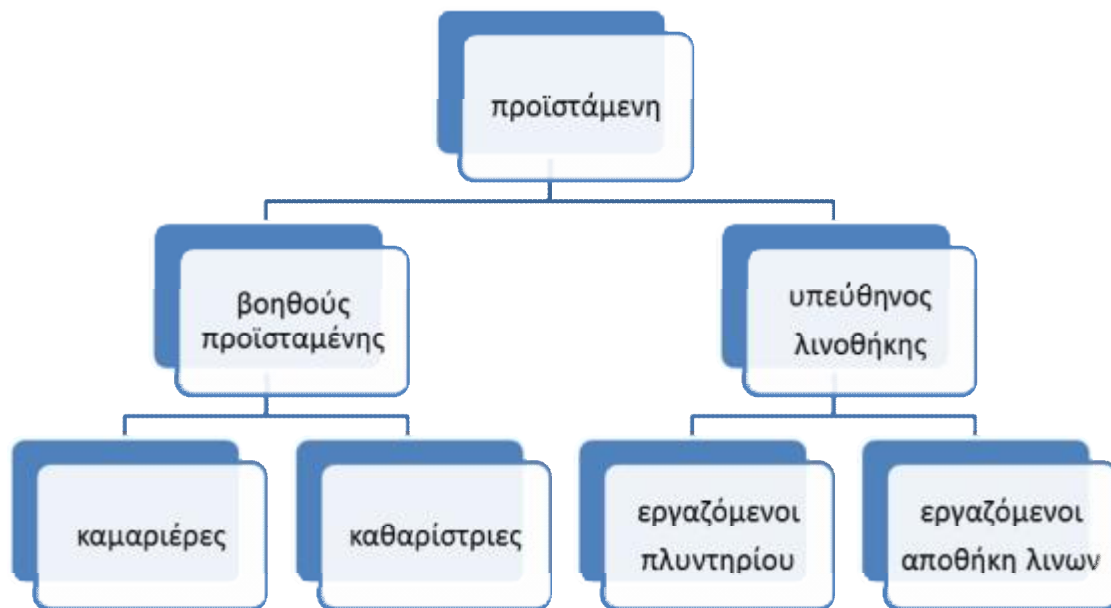 προϊστάμενη
βοηθούς
προϊσταμένης
υπεύθηνος
λινοθήκης
καμαριέρες
καθαρίστριες
εργαζόμενοι
πλυντηρίου
εργαζόμενοι
αποθήκη λινων